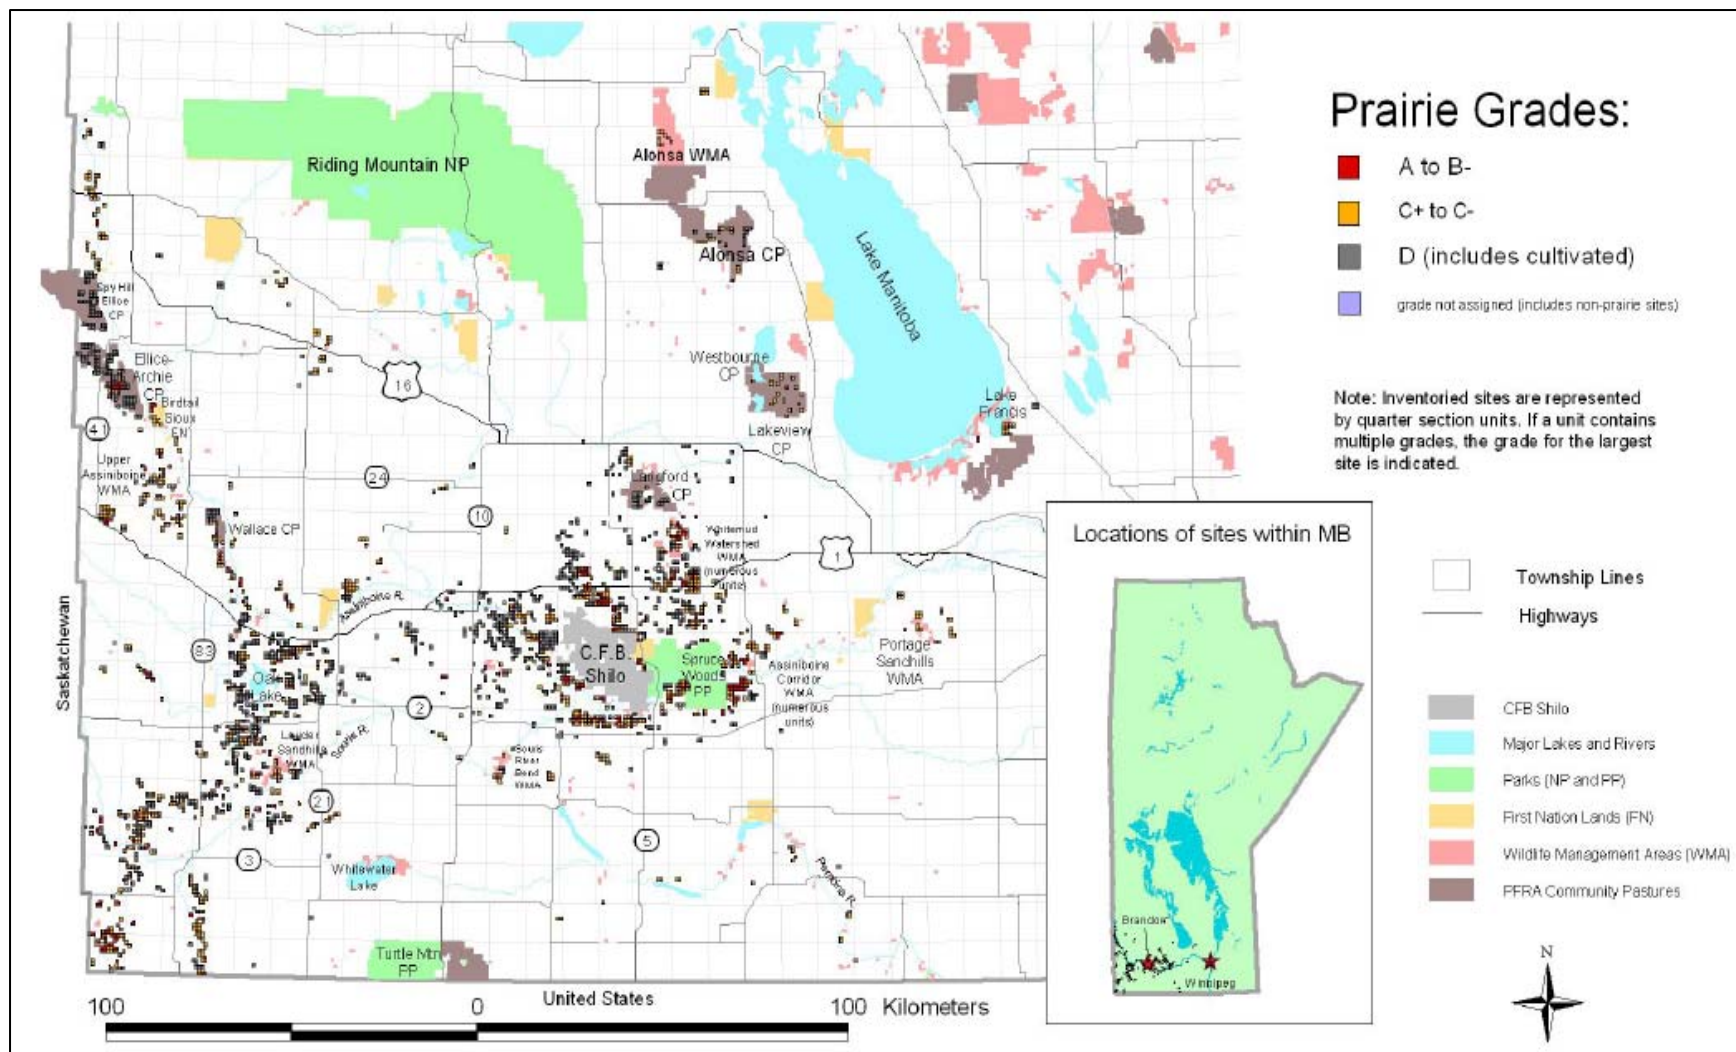 Riding Mountain NP
Alonsa WMA
Alonsa CP
Lake Manitoba
Spy Hill
Ellice
CP
Ellice-
Archie
CP
Birdtail
Sioux
FN
16
41
Westbourne
CP
Lakeview
CP
Lake
Francis
Upper
Assiniboine
WMA
24
Langford
CP
10
Wallace CP
Whitemud
Watershed
WMA
(numerous
units)
1
Assiniboine R.
Saskatchewan
83
C.F.B.
Shilo
Spruce
Woods
PP
Assiniboine
Corridor
WMA
(numerous
units)
Portage
Sandhills
WMA
Oak
Lake
2
Lauder
Sandhills
WMA
Souris R.
Souris
River
Bend
WMA
21
5
3
Whitewater
Lake
Pembina R.
Turtle Mtn
PP
United States
100 0 100 Kilometers
Prairie Grades:
A to B-
C+ to C-
D (includes cultivated)
grade not assigned (includes non-prairie sites)
Note: Inventoried sites are represented
by quarter section units. If a unit contains
multiple grades, the grade for the largest
site is indicated.
Locations of sites within MB
Brandon
Winnipeg
Township Lines
Highways
CFB Shilo
Major Lakes and Rivers
Parks (NP and PP)
First Nation Lands (FN)
Wildlife Management Areas (WMA)
PFRA Community Pastures
N